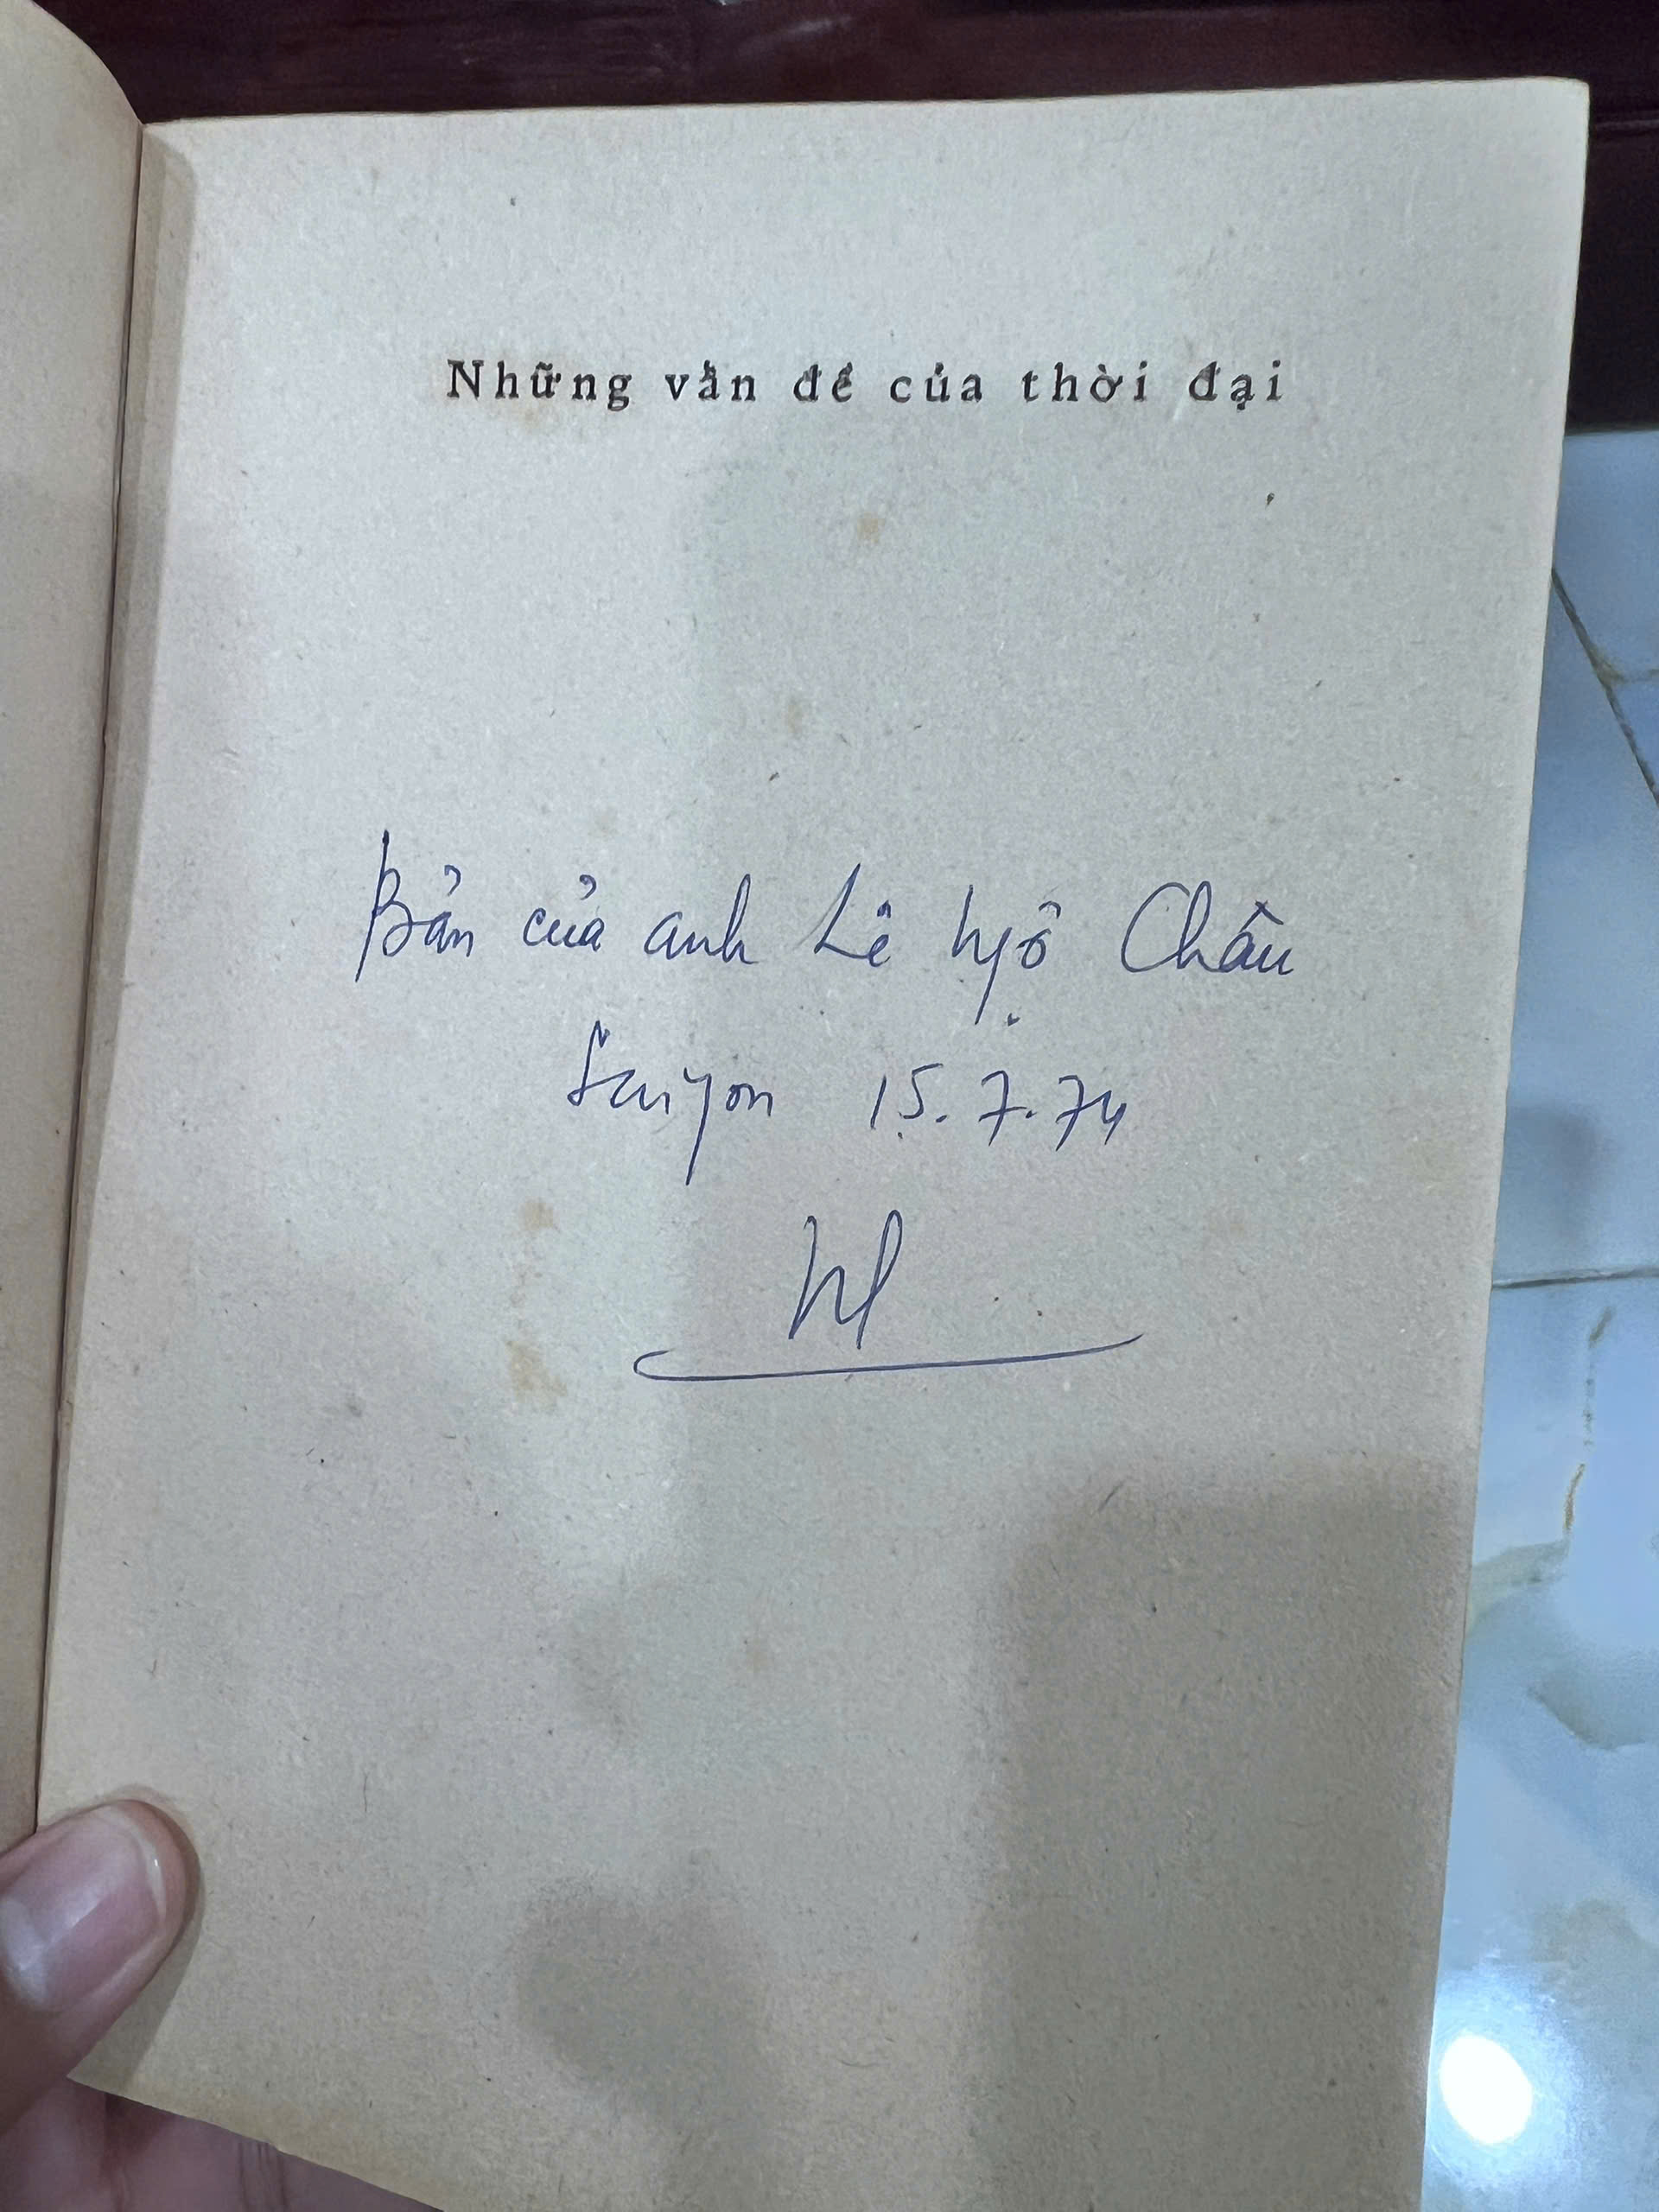 Những vấn đề của thời đại
Bản của anh Lê Ngộ Châu
Saigon 15.7.74